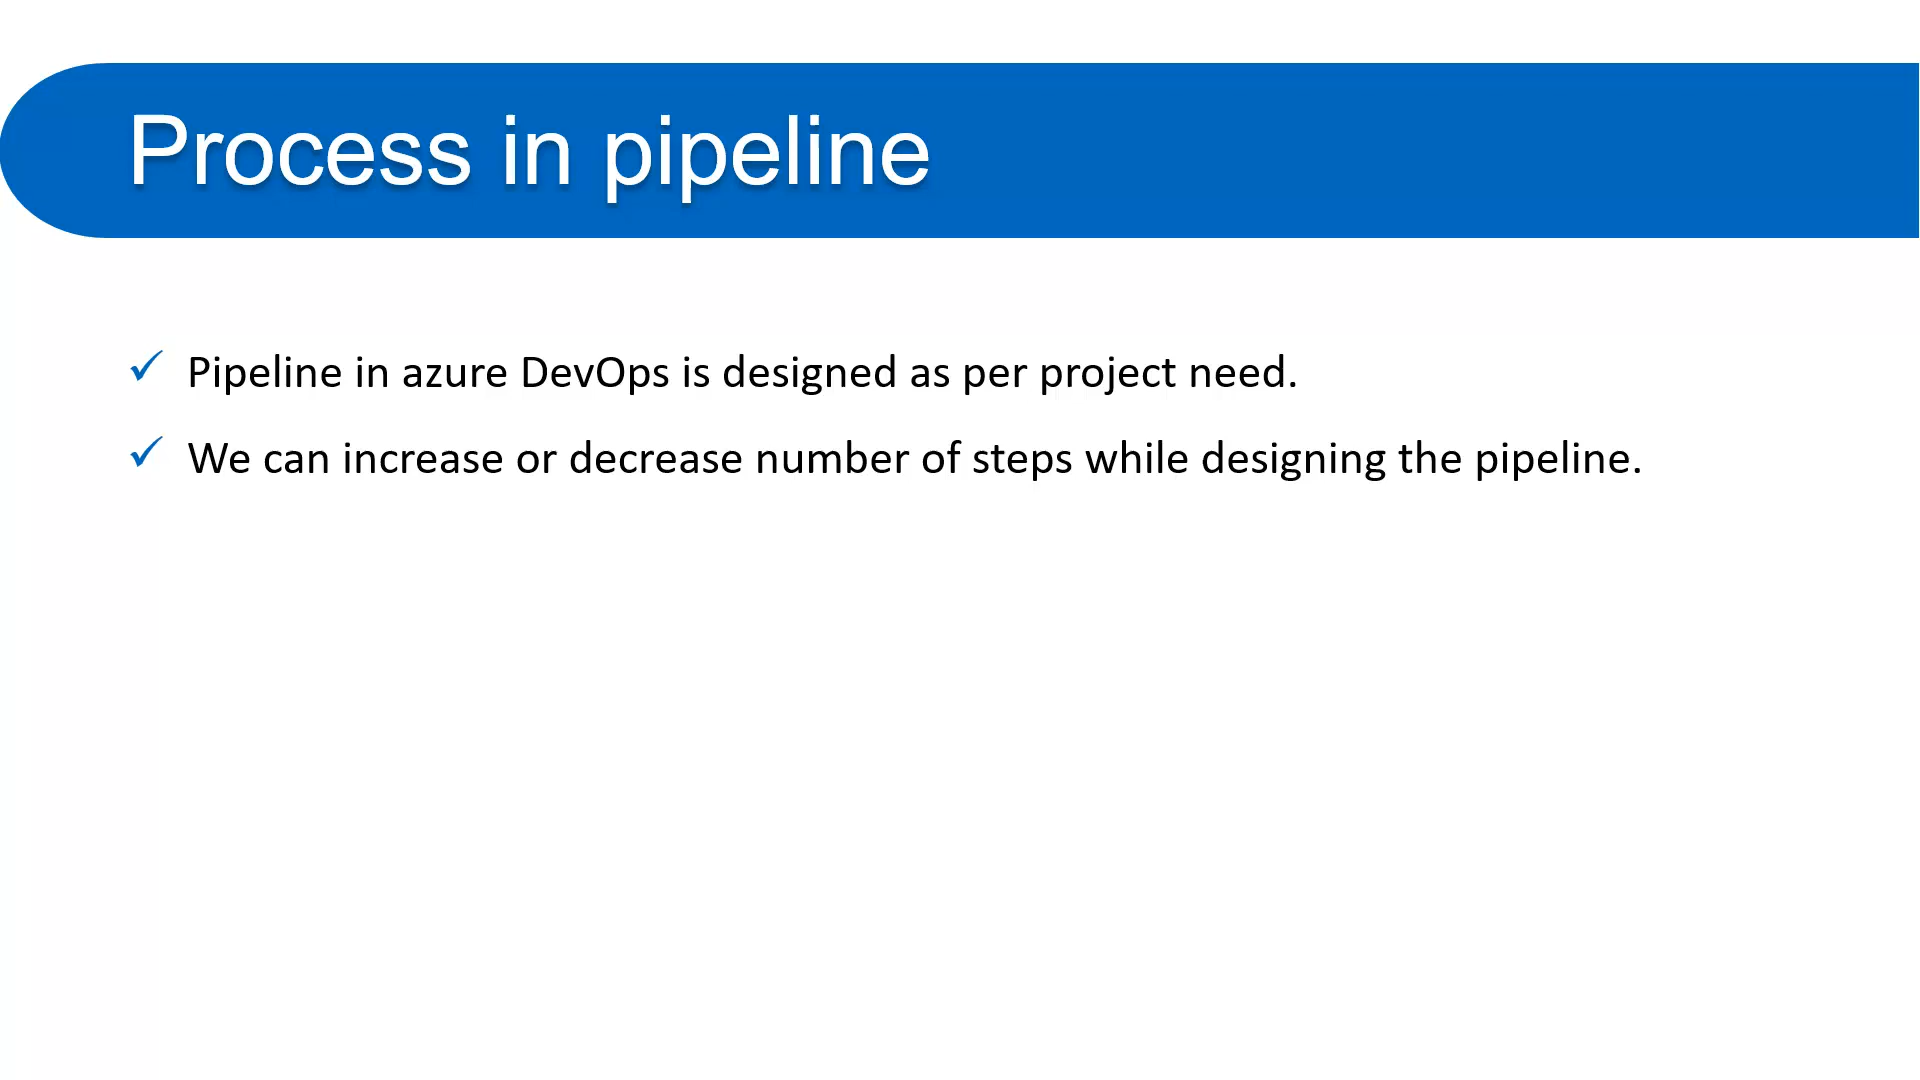 Process in pipeline
Pipeline in azure DevOps is designed as per project need.
We can increase or decrease number of steps while designing the pipeline.